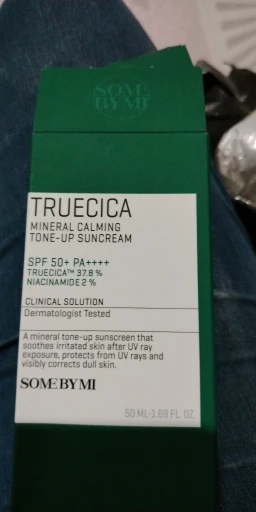 SOME
BY MI
TRUECICA
MINERAL CALMING
TONE-UP SUNCREAM
SPF 50+ PA++++
TRUECICA™ 37.8 %
NIACINAMIDE 2 %
CLINICAL SOLUTION
Dermatologist Tested
A mineral tone-up sunscreen that
soothes irritated skin after UV ray
exposure, protects from UV rays and
visibly corrects dull skin.
SOME BY MI
50 ML-1.69 FL. OZ.